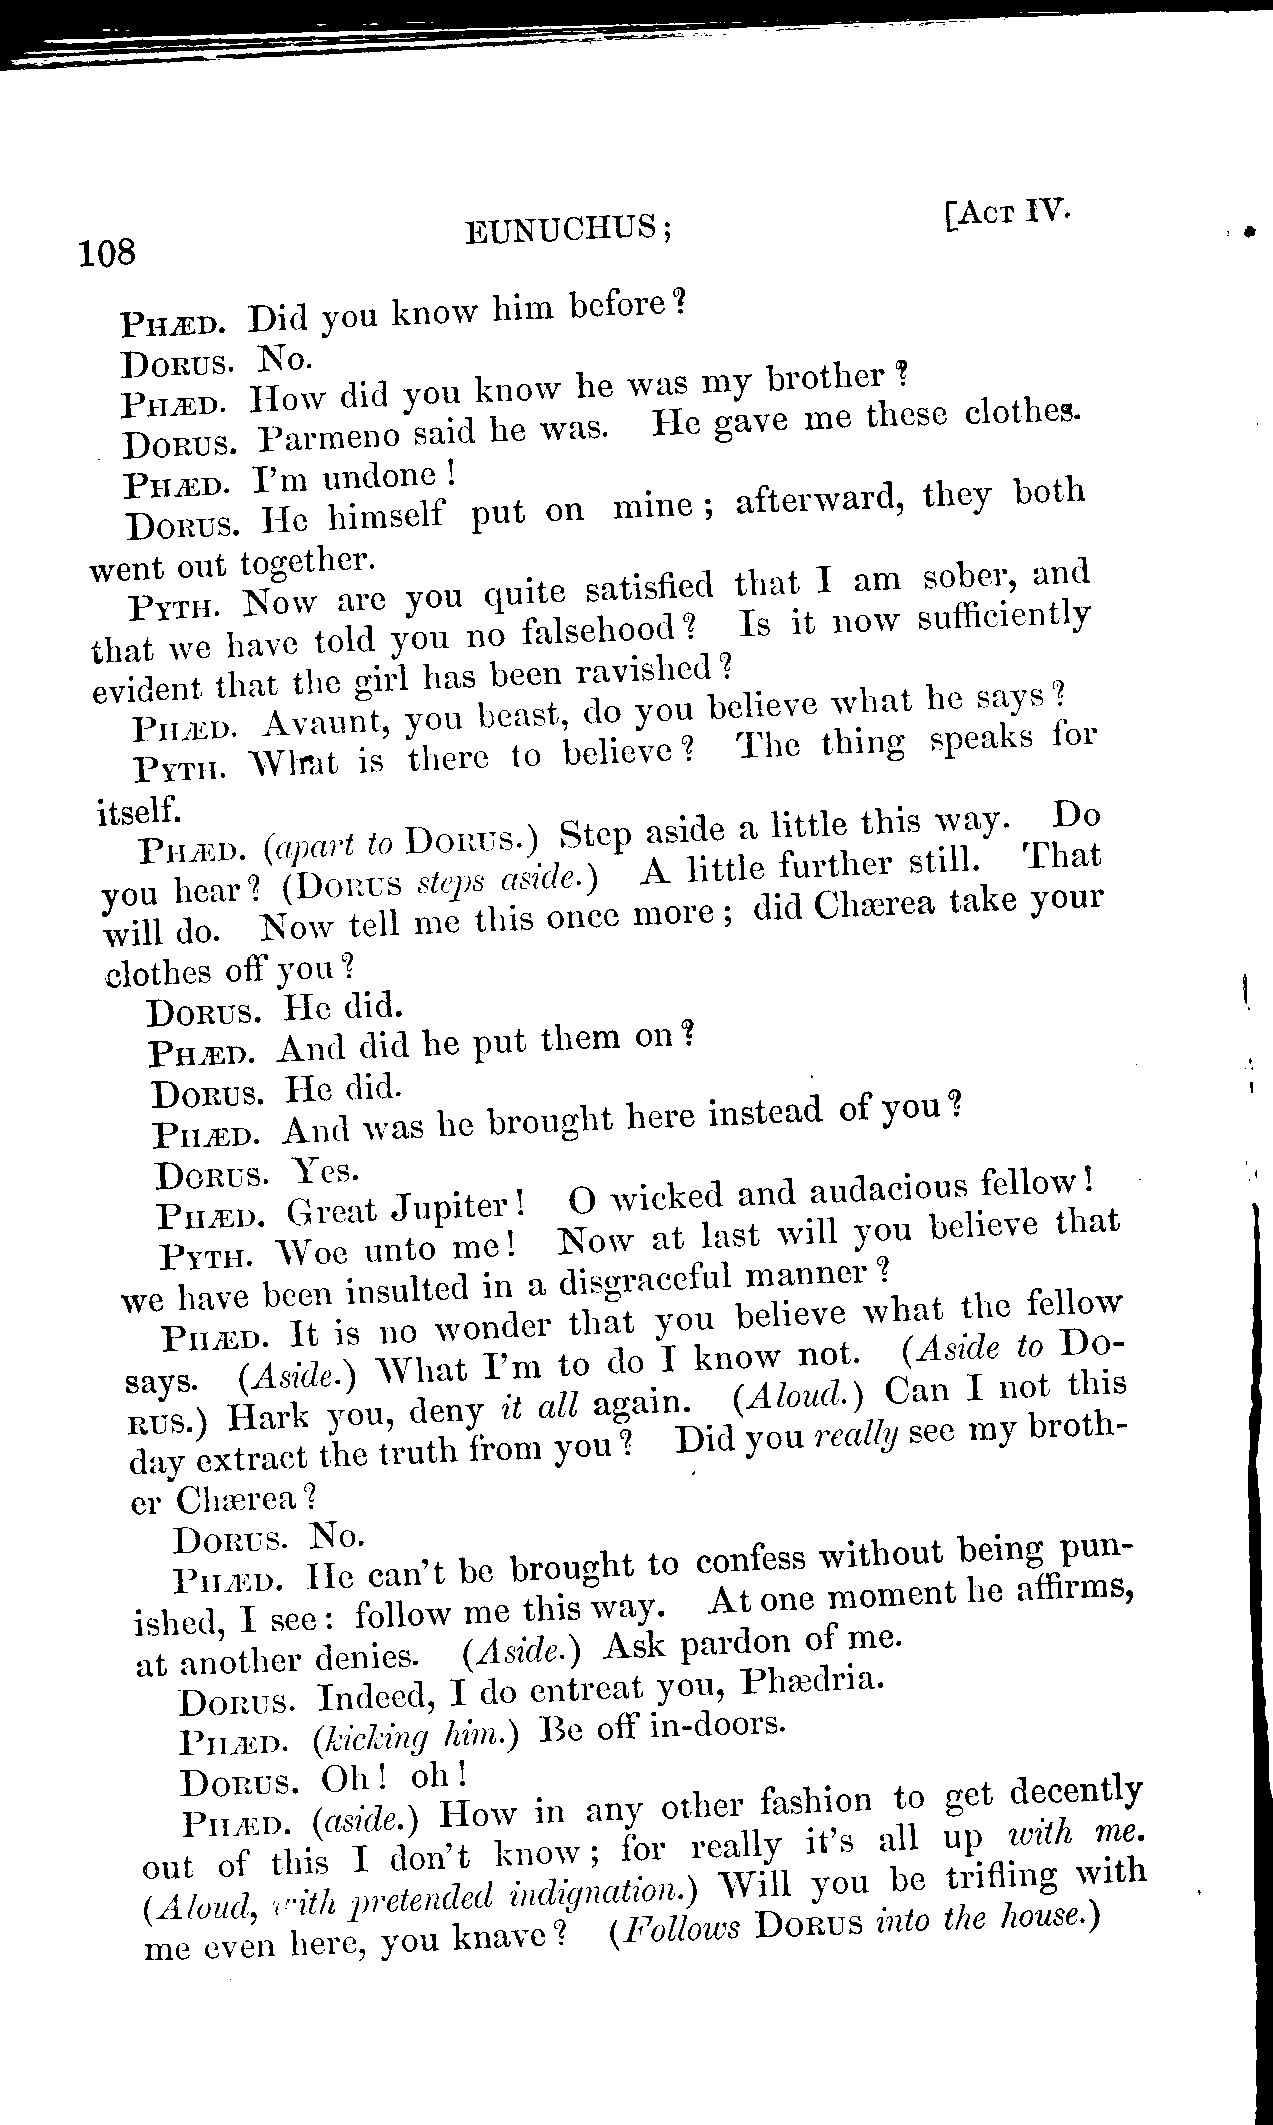 108 EUNUCHUS; [ACT IV.
PHÆD. Did you know him before?
DORUS. No.
PHÆD. How did you know he was my brother?
DORUS. Parmeno said he was. He gave me these clothes.
PHÆD. I'm undone!
DORUS. He himself put on mine; afterward, they both
went out together.
PYTH. Now are you quite satisfied that I am sober, and
that we have told you no falsehood? Is it now sufficiently
evident that the girl has been ravished?
PHÆD. Avaunt, you beast, do you believe what he says?
PYTH. What is there to believe? The thing speaks for
itself.
PHÆD. (apart to DORUS.) Step aside a little this way. Do
you hear? (DORUS steps aside.) A little further still. That
will do. Now tell me this once more; did Chærea take your
clothes off you?
DORUS. He did.
PHÆD. And did he put them on?
DORUS. He did.
PHÆD. And was he brought here instead of you?
DORUS. Yes.
PHÆD. Great Jupiter! O wicked and audacious fellow!
PYTH. Woe unto me! Now at last will you believe that
we have been insulted in a disgraceful manner?
PHÆD. It is no wonder that you believe what the fellow
says. (Aside.) What I'm to do I know not. (Aside to DO-
RUS.) Hark you, deny it all again. (Aloud.) Can I not this
day extract the truth from you? Did you really see my broth-
er Chærea?
DORUS. No.
PHÆD. He can't be brought to confess without being pun-
ished, I see: follow me this way. At one moment he affirms,
at another denies. (Aside.) Ask pardon of me.
DORUS. Indeed, I do entreat you, Phædria.
PHÆD. (kicking him.) Be off in-doors.
DORUS. Oh! oh!
PHÆD. (aside.) How in any other fashion to get decently
out of this I don't know; for really it's all up with me.
(Aloud, with pretended indignation.) Will you be trifling with
me even here, you knave? (Follows DORUS into the house.)